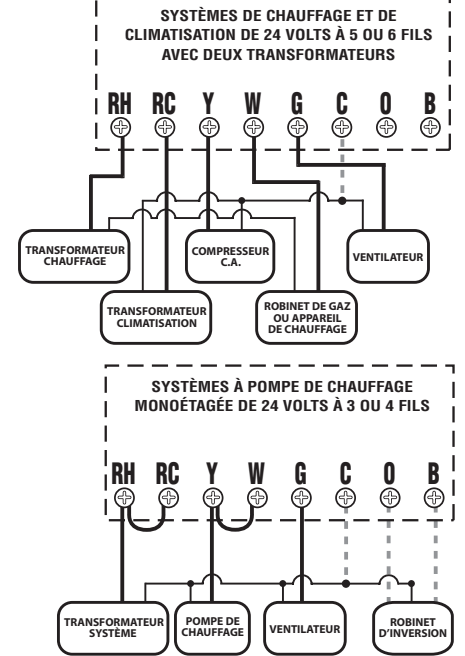 SYSTÈMES DE CHAUFFAGE ET DE
CLIMATISATION DE 24 VOLTS À 5 OU 6 FILS
AVEC DEUX TRANSFORMATEURS
RH RC Y W G C O B
TRANSFORMATEUR
CHAUFFAGE
COMPRESSEUR
C.A.
VENTILATEUR
TRANSFORMATEUR
CLIMATISATION
ROBINET DE GAZ
OU APPAREIL
DE CHAUFFAGE
SYSTÈMES À POMPE DE CHAUFFAGE
MONOÉTAGÉE DE 24 VOLTS À 3 OU 4 FILS
RH RC Y W G C O B
TRANSFORMATEUR
SYSTÈME
POMPE DE
CHAUFFAGE
VENTILATEUR
ROBINET
D'INVERSION